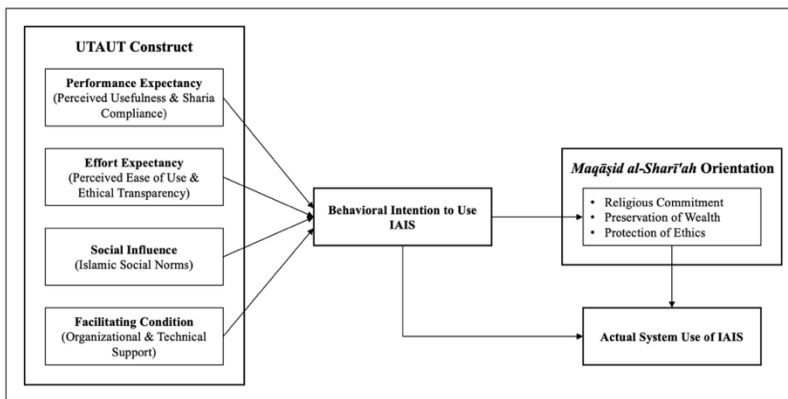 UTAUT Construct
Performance Expectancy
(Perceived Usefulness & Sharia
Compliance)
Effort Expectancy
(Perceived Ease of Use &
Ethical Transparency)
Social Influence
(Islamic Social Norms)
Facilitating Condition
(Organizational & Technical
Support)
Behavioral Intention to Use
IAIS
Maqāṣid al-Sharī'ah Orientation
• Religious Commitment
• Preservation of Wealth
• Protection of Ethics
Actual System Use of IAIS